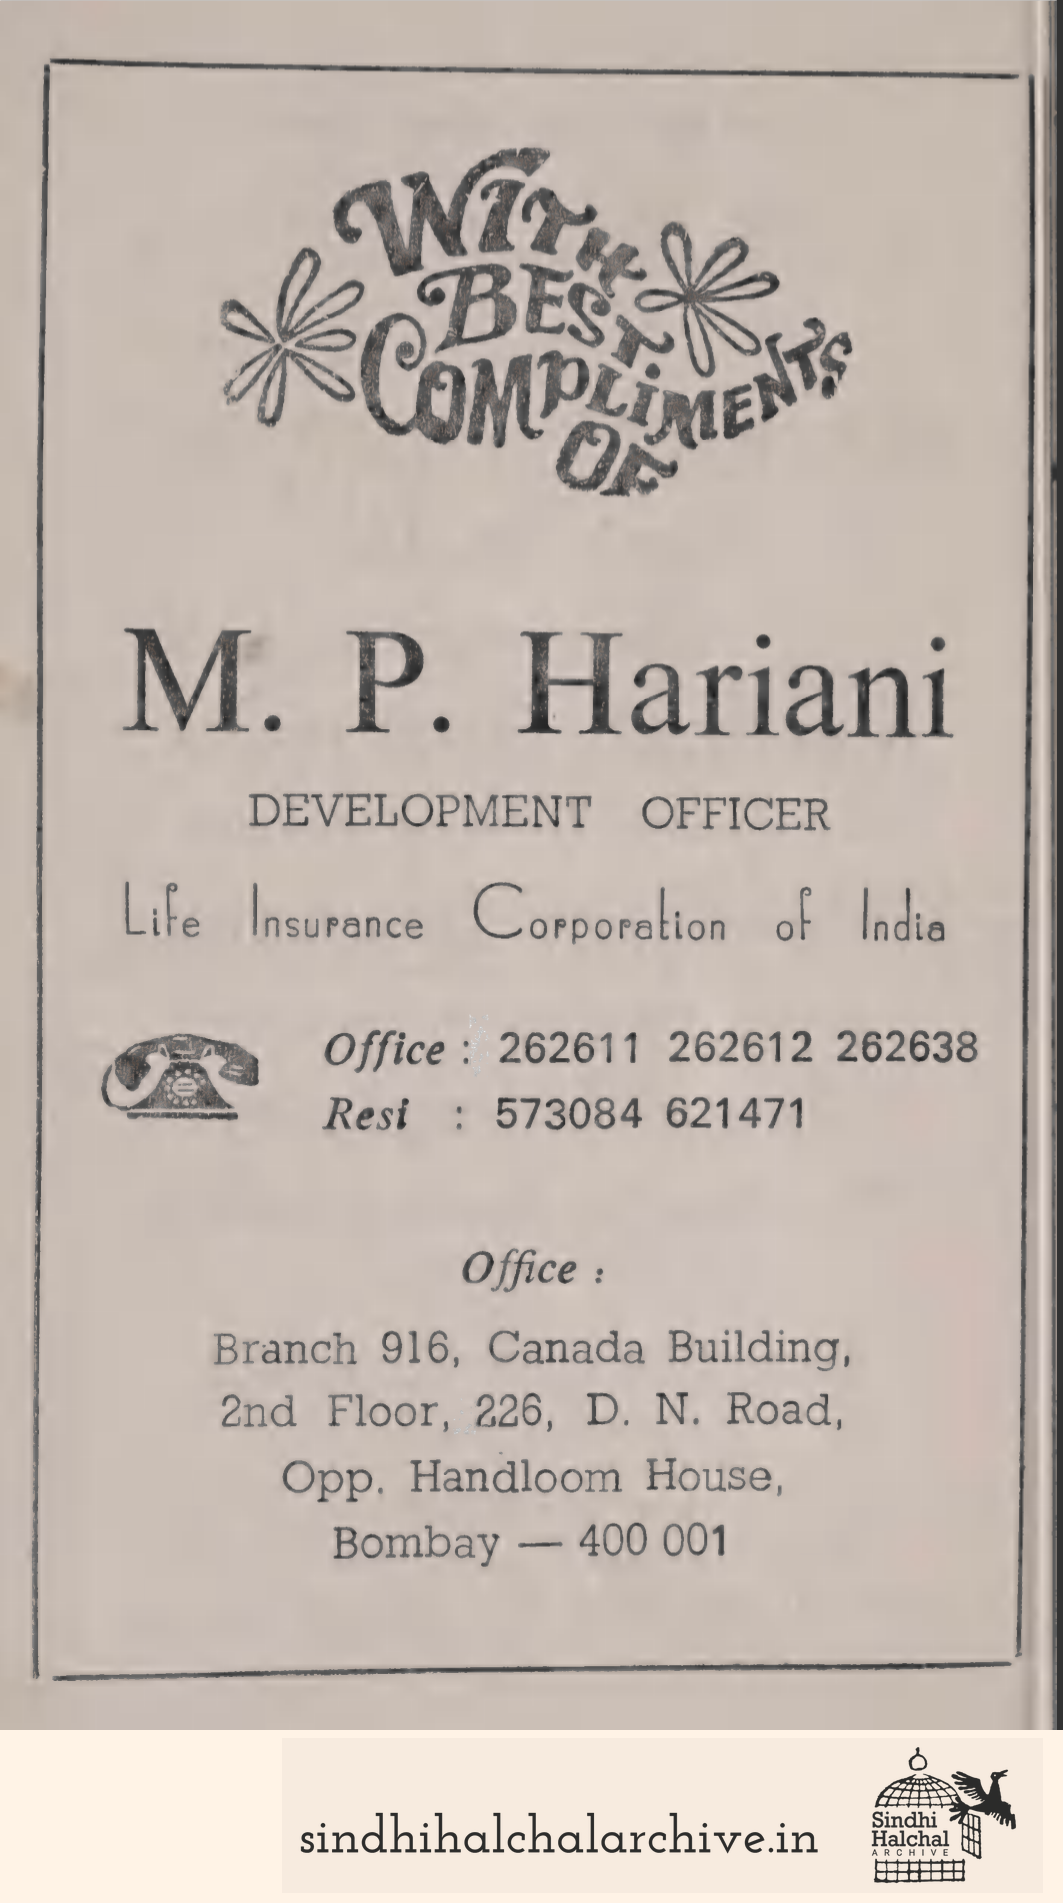 WITH
BEST
COMPLIMENTS
OF
M. P. Hariani
DEVELOPMENT OFFICER
Life Insurance Corporation of India
Office : 262611 262612 262638
Resi : 573084 621471
Office :
Branch 916, Canada Building,
2nd Floor, 226, D. N. Road,
Opp. Handloom House,
Bombay — 400 001
sindhihalchalarchive.in
Sindhi
Halchal
ARCHIVE